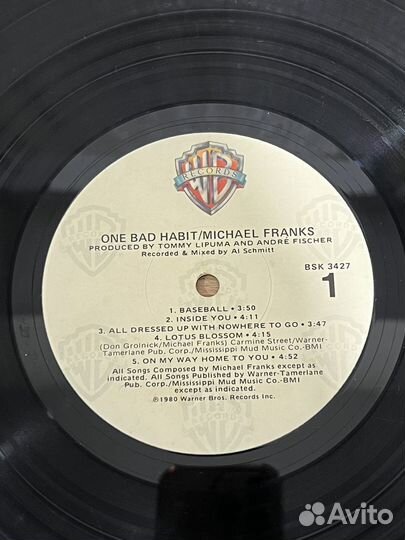 WB
RECORDS
ONE BAD HABIT/MICHAEL FRANKS
PRODUCED BY TOMMY LIPUMA AND ANDRÉ FISCHER
Recorded & Mixed by Al Schmitt
BSK 3427
1
1. BASEBALL • 3:50
2. INSIDE YOU • 4:11
3. ALL DRESSED UP WITH NOWHERE TO GO • 3:47
4. LOTUS BLOSSOM • 4:15
(Don Grolnick/Michael Franks) Carmine Street/Warner-
Tamerlane Pub. Corp./Mississippi Mud Music Co.-BMI
5. ON MY WAY HOME TO YOU • 4:52
All Songs Composed by Michael Franks except as
indicated. All Songs Published by Warner-Tamerlane
Pub. Corp./Mississippi Mud Music Co.-BMI
except as indicated.
℗1980 Warner Bros. Records Inc.
Avito